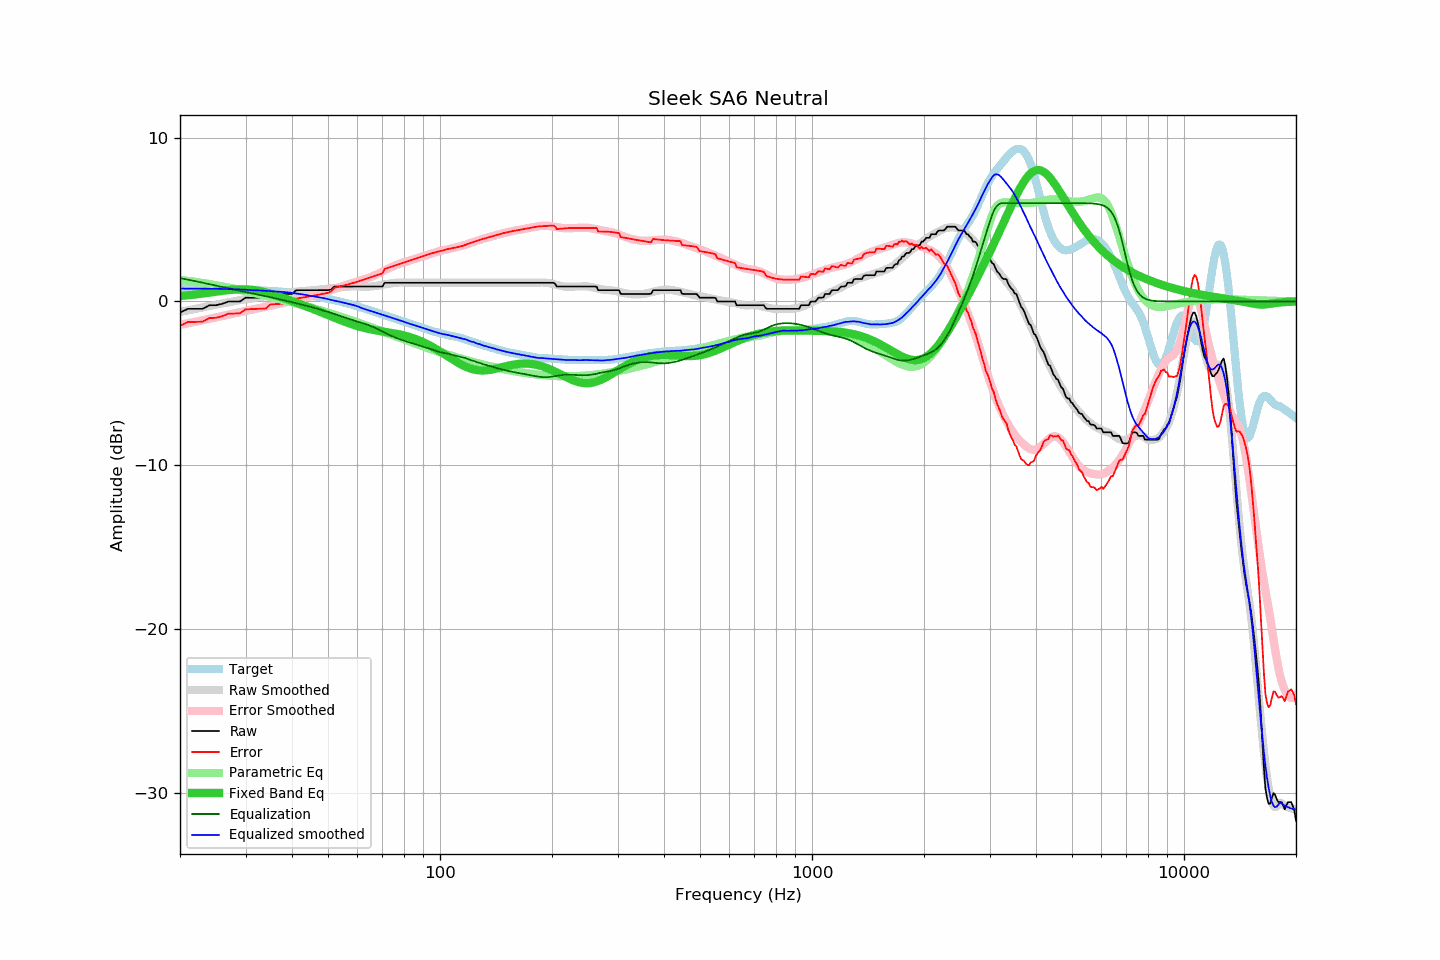 Sleek SA6 Neutral
10
0
−10
−20
−30
Amplitude (dBr)
Target
Raw Smoothed
Error Smoothed
Raw
Error
Parametric Eq
Fixed Band Eq
Equalization
Equalized smoothed
100
1000
10000
Frequency (Hz)